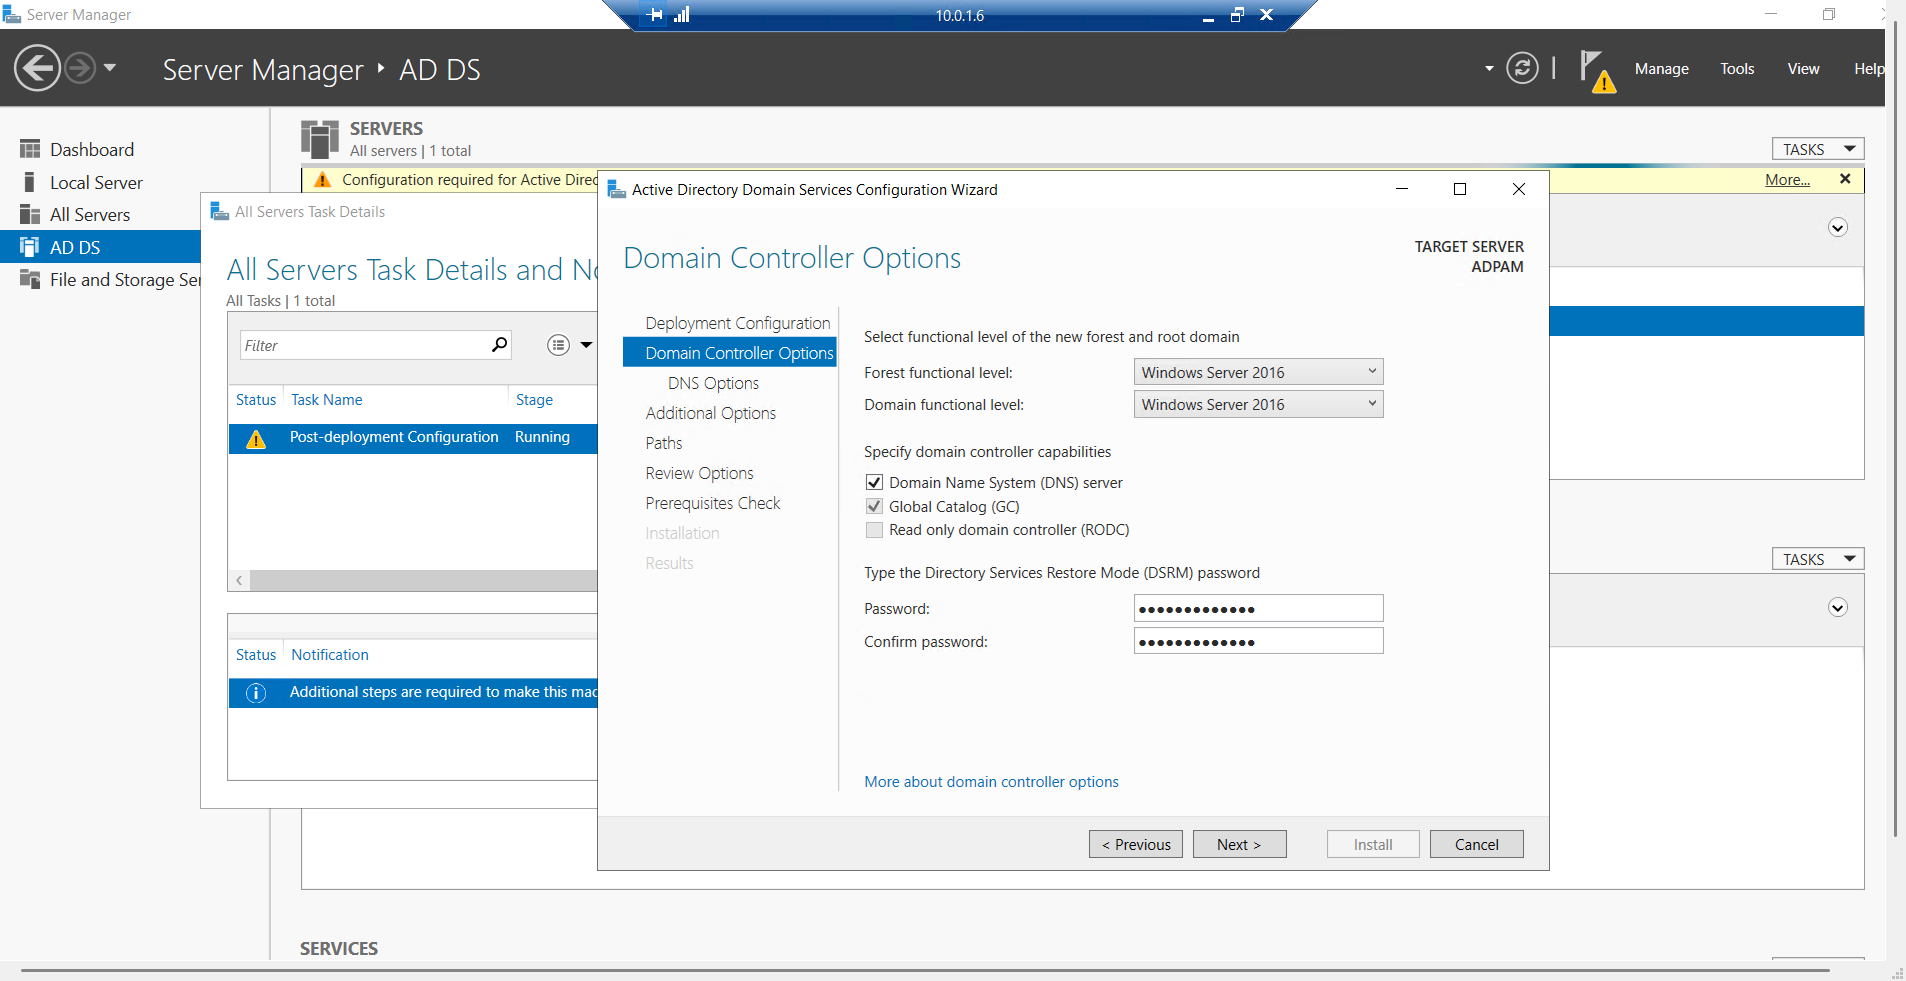 Server Manager
10.0.1.6
Server Manager ‣ AD DS
Manage Tools View Help
Dashboard
Local Server
All Servers
AD DS
File and Storage Ser
SERVERS
All servers | 1 total
TASKS
Configuration required for Active Direc
More...
All Servers Task Details
All Servers Task Details and No
All Tasks | 1 total
Filter
Status Task Name Stage
Post-deployment Configuration Running
Status Notification
Additional steps are required to make this mac
Active Directory Domain Services Configuration Wizard
Domain Controller Options
TARGET SERVER
ADPAM
Deployment Configuration
Domain Controller Options
DNS Options
Additional Options
Paths
Review Options
Prerequisites Check
Installation
Results
Select functional level of the new forest and root domain
Forest functional level: Windows Server 2016
Domain functional level: Windows Server 2016
Specify domain controller capabilities
Domain Name System (DNS) server
Global Catalog (GC)
Read only domain controller (RODC)
Type the Directory Services Restore Mode (DSRM) password
Password: ●●●●●●●●●●●●●
Confirm password: ●●●●●●●●●●●●●
More about domain controller options
< Previous Next > Install Cancel
TASKS
SERVICES